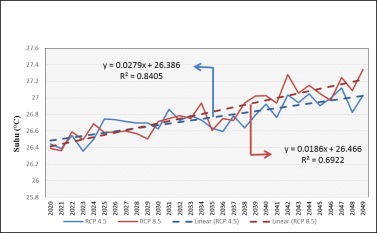 27.6
27.4
27.2
27
26.8
26.6
26.4
26.2
26
25.8
Suhu (°C)
y = 0.0279x + 26.386
R² = 0.8405
y = 0.0186x + 26.466
R² = 0.6922
2020 2021 2022 2023 2024 2025 2026 2027 2028 2029 2030 2031 2032 2033 2034 2035 2036 2037 2038 2039 2040 2041 2042 2043 2044 2045 2046 2047 2048 2049
RCP 4.5 RCP 8.5 Linear (RCP 4.5) Linear (RCP 8.5)